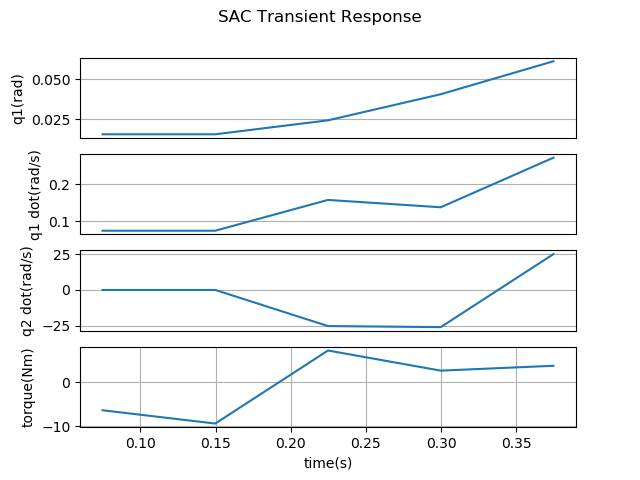 SAC Transient Response
q1(rad)
0.050
0.025
q1 dot(rad/s)
0.2
0.1
q2 dot(rad/s)
25
0
−25
torque(Nm)
0
−10
0.10 0.15 0.20 0.25 0.30 0.35
time(s)